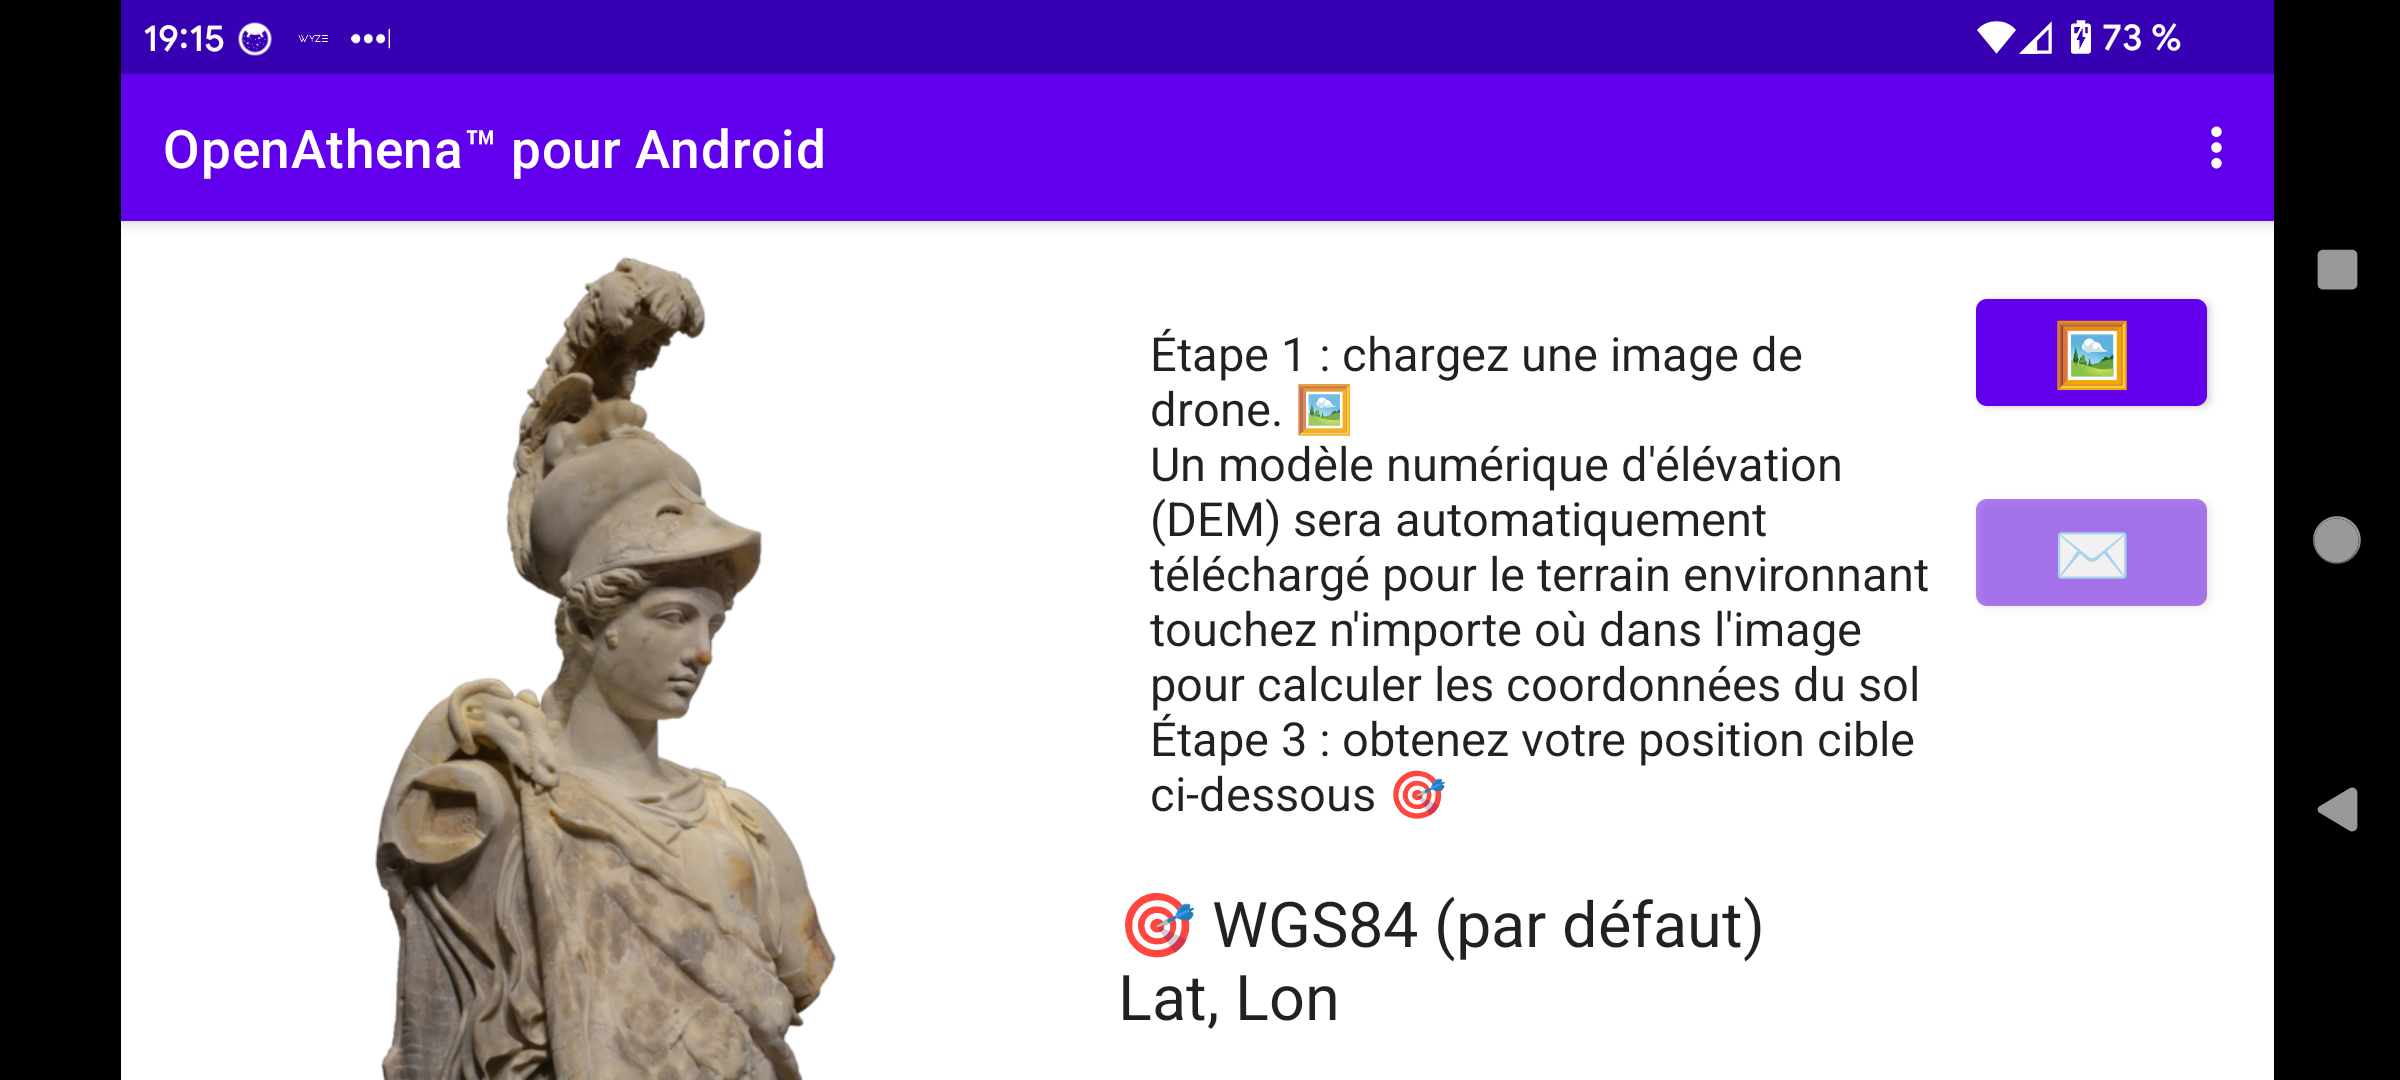 19:15 WYZE 73 %
OpenAthena™ pour Android
Étape 1 : chargez une image de
drone. 🖼️
Un modèle numérique d'élévation
(DEM) sera automatiquement
téléchargé pour le terrain environnant
touchez n'importe où dans l'image
pour calculer les coordonnées du sol
Étape 3 : obtenez votre position cible
ci-dessous 🎯
🎯 WGS84 (par défaut)
Lat, Lon